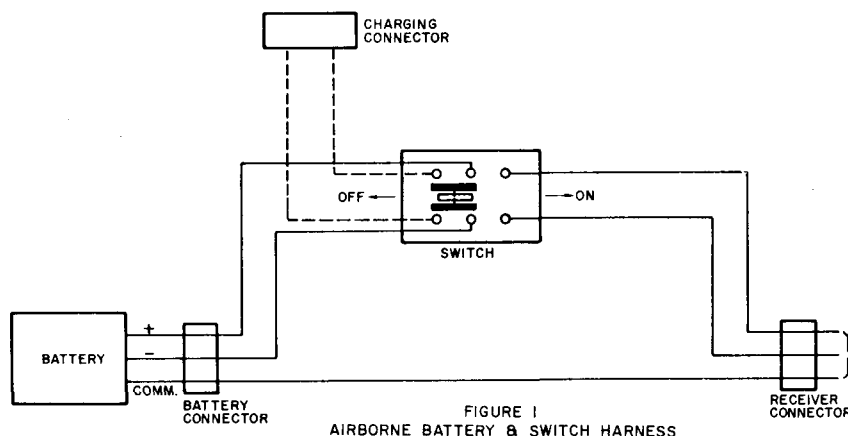 CHARGING
CONNECTOR
OFF
ON
SWITCH
+
BATTERY
-
COMM.
BATTERY
CONNECTOR
RECEIVER
CONNECTOR
FIGURE 1
AIRBORNE BATTERY & SWITCH HARNESS